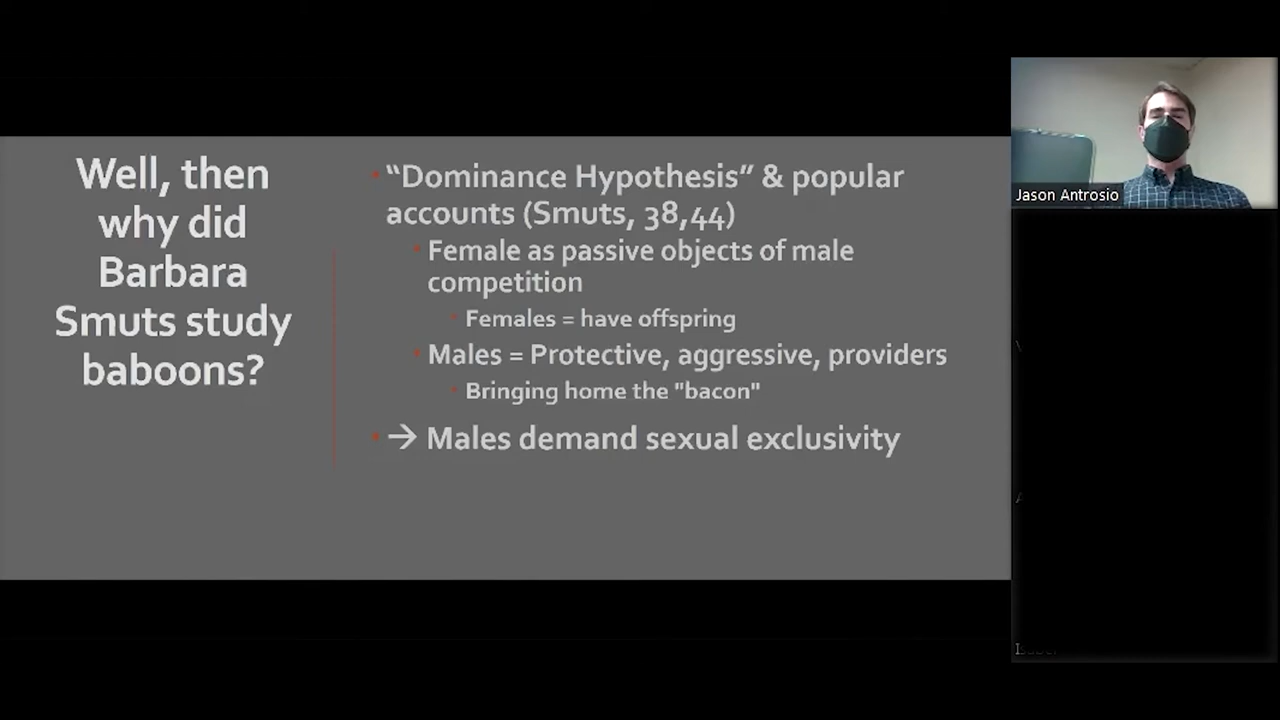 Well, then
why did
Barbara
Smuts study
baboons?
“Dominance Hypothesis” & popular
accounts (Smuts, 38,44)
Female as passive objects of male
competition
Females = have offspring
Males = Protective, aggressive, providers
Bringing home the "bacon"
→ Males demand sexual exclusivity
Jason Antrosio